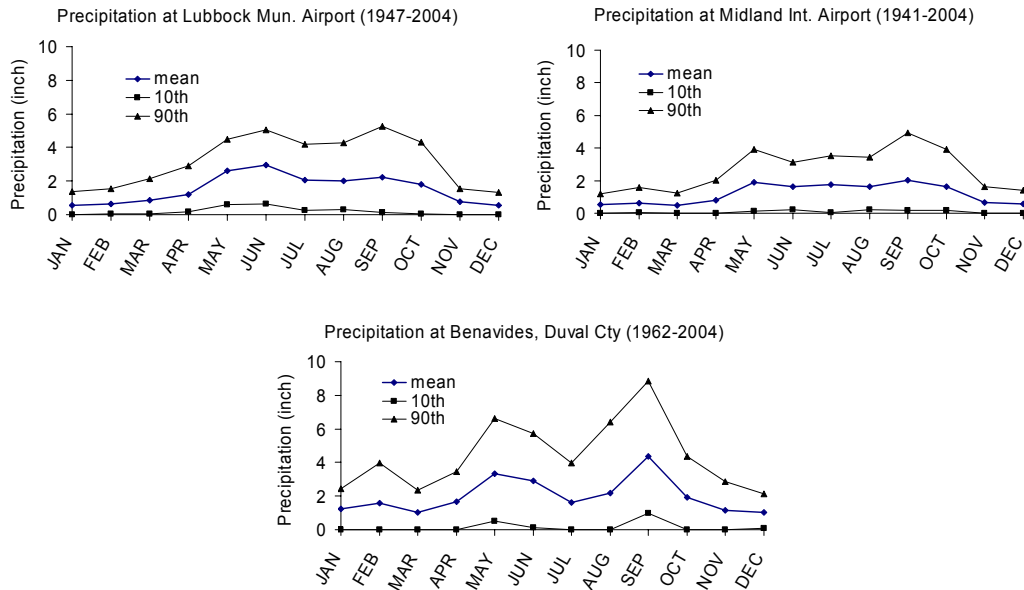 Precipitation at Lubbock Mun. Airport (1947-2004)
Precipitation (inch)
10
8
6
4
2
0
mean
10th
90th
JAN FEB MAR APR MAY JUN JUL AUG SEP OCT NOV DEC
Precipitation at Midland Int. Airport (1941-2004)
Precipitation (inch)
10
8
6
4
2
0
mean
10th
90th
JAN FEB MAR APR MAY JUN JUL AUG SEP OCT NOV DEC
Precipitation at Benavides, Duval Cty (1962-2004)
Precipitation (inch)
10
8
6
4
2
0
mean
10th
90th
JAN FEB MAR APR MAY JUN JUL AUG SEP OCT NOV DEC